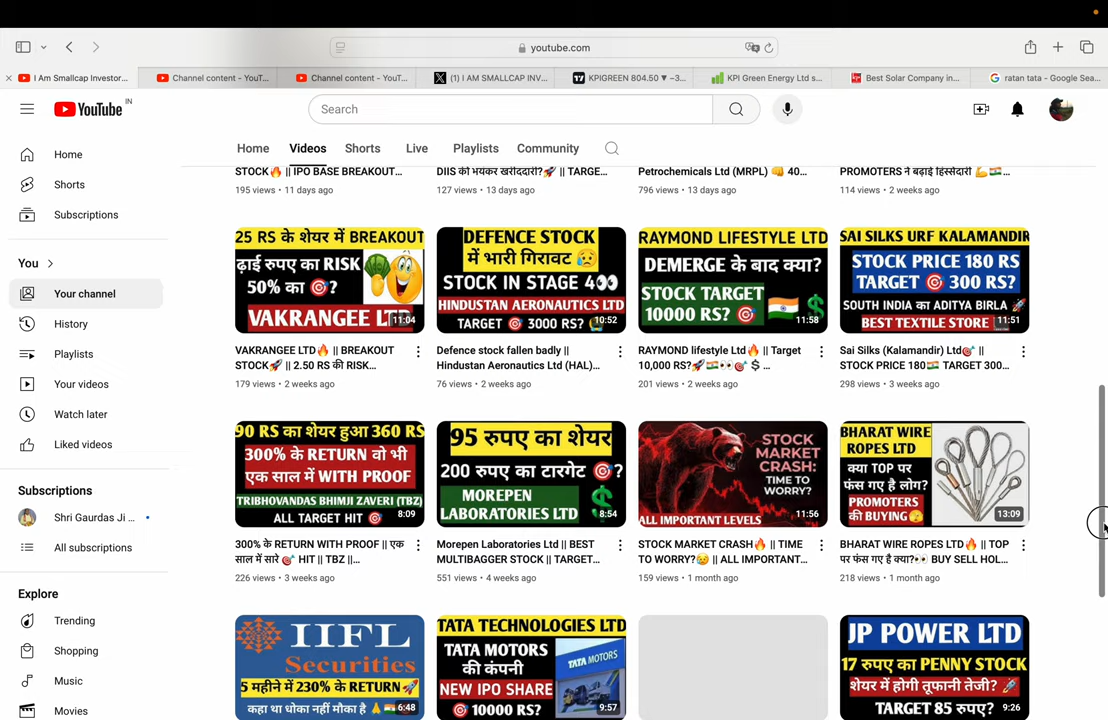 youtube.com
I Am Smallcap Investor...
Channel content - YouT...
Channel content - YouT...
(1) I AM SMALLCAP INV...
KPIGREEN 804.50 ▼ −3...
KPI Green Energy Ltd s...
Best Solar Company in...
ratan tata - Google Sea...
YouTube IN
Search
Home
Videos
Shorts
Live
Playlists
Community
Home
Shorts
Subscriptions
You
Your channel
History
Playlists
Your videos
Watch later
Liked videos
Subscriptions
Shri Gaurdas Ji ...
All subscriptions
Explore
Trending
Shopping
Music
Movies
STOCK🔥 || IPO BASE BREAKOUT...
195 views • 11 days ago
DIIS की भयंकर खरीददारी?🚀 || TARGE...
127 views • 13 days ago
Petrochemicals Ltd (MRPL) 👊 40...
796 views • 13 days ago
PROMOTERS ने बढ़ाई हिस्सेदारी 💪🇮🇳...
114 views • 2 weeks ago
25 RS के शेयर में BREAKOUT
ढ़ाई रुपए का RISK
50% का 🎯?
VAKRANGEE LTD
11:04
VAKRANGEE LTD🔥 || BREAKOUT
STOCK🚀 || 2.50 RS की RISK...
179 views • 2 weeks ago
DEFENCE STOCK
में भारी गिरावट 😥
STOCK IN STAGE 4👀
HINDUSTAN AERONAUTICS LTD
TARGET 🎯 3000 RS?
10:52
Defence stock fallen badly ||
Hindustan Aeronautics Ltd (HAL)...
76 views • 2 weeks ago
RAYMOND LIFESTYLE LTD
DEMERGE के बाद क्या?
STOCK TARGET
10000 RS? 🎯
11:58
RAYMOND lifestyle Ltd🔥 || Target
10,000 RS?🚀🇮🇳👀🎯 $ ...
201 views • 2 weeks ago
SAI SILKS URF KALAMANDIR
STOCK PRICE 180 RS
TARGET 🎯 300 RS?
SOUTH INDIA का ADITYA BIRLA 🚀
BEST TEXTILE STORE
11:51
Sai Silks (Kalamandir) Ltd🎯 ||
STOCK PRICE 180🇮🇳 TARGET 300...
298 views • 3 weeks ago
90 RS का शेयर हुआ 360 RS
300% के RETURN वो भी
एक साल में WITH PROOF
TRIBHOVANDAS BHIMJI ZAVERI (TBZ)
ALL TARGET HIT 🎯
8:09
300% के RETURN WITH PROOF || एक
साल में सारे 🎯 HIT || TBZ ||...
226 views • 3 weeks ago
95 रुपए का शेयर
200 रुपए का टारगेट 🎯?
MOREPEN
LABORATORIES LTD
8:54
Morepen Laboratories Ltd || BEST
MULTIBAGGER STOCK || TARGET...
551 views • 4 weeks ago
STOCK
MARKET
CRASH:
TIME TO
WORRY?
ALL IMPORTANT LEVELS
11:56
STOCK MARKET CRASH🔥 || TIME
TO WORRY?😥 || ALL IMPORTANT...
159 views • 1 month ago
BHARAT WIRE
ROPES LTD
क्या TOP पर
फंस गए है लोग?
PROMOTERS
की BUYING
13:09
BHARAT WIRE ROPES LTD🔥 || TOP
पर फंस गए है क्या?👀 BUY SELL HOL...
218 views • 1 month ago
IIFL
Securities
5 महीने में 230% के RETURN🚀
कहा था धोका नहीं मौका है 🙏🇮🇳
6:48
TATA TECHNOLOGIES LTD
TATA MOTORS
की कंपनी
NEW IPO SHARE
🎯 10000 RS?
TATA MOTORS
9:57
JP POWER LTD
17 रुपए का PENNY STOCK
शेयर में होगी तूफानी तेजी? 🚀
TARGET 85 रुपए?
9:26